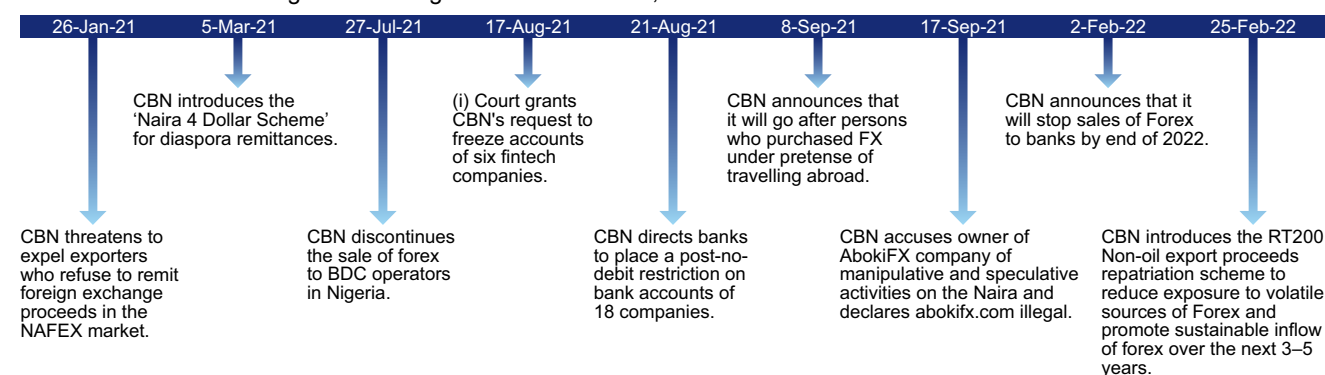 26-Jan-21
5-Mar-21
27-Jul-21
17-Aug-21
21-Aug-21
8-Sep-21
17-Sep-21
2-Feb-22
25-Feb-22
CBN introduces the
‘Naira 4 Dollar Scheme’
for diaspora remittances.
(i) Court grants
CBN's request to
freeze accounts
of six fintech
companies.
CBN announces that
it will go after persons
who purchased FX
under pretense of
travelling abroad.
CBN announces that it
will stop sales of Forex
to banks by end of 2022.
CBN threatens to
expel exporters
who refuse to remit
foreign exchange
proceeds in the
NAFEX market.
CBN discontinues
the sale of forex
to BDC operators
in Nigeria.
CBN directs banks
to place a post-no-
debit restriction on
bank accounts of
18 companies.
CBN accuses owner of
AbokiFX company of
manipulative and speculative
activities on the Naira and
declares abokifx.com illegal.
CBN introduces the RT200
Non-oil export proceeds
repatriation scheme to
reduce exposure to volatile
sources of Forex and
promote sustainable inflow
of forex over the next 3–5
years.